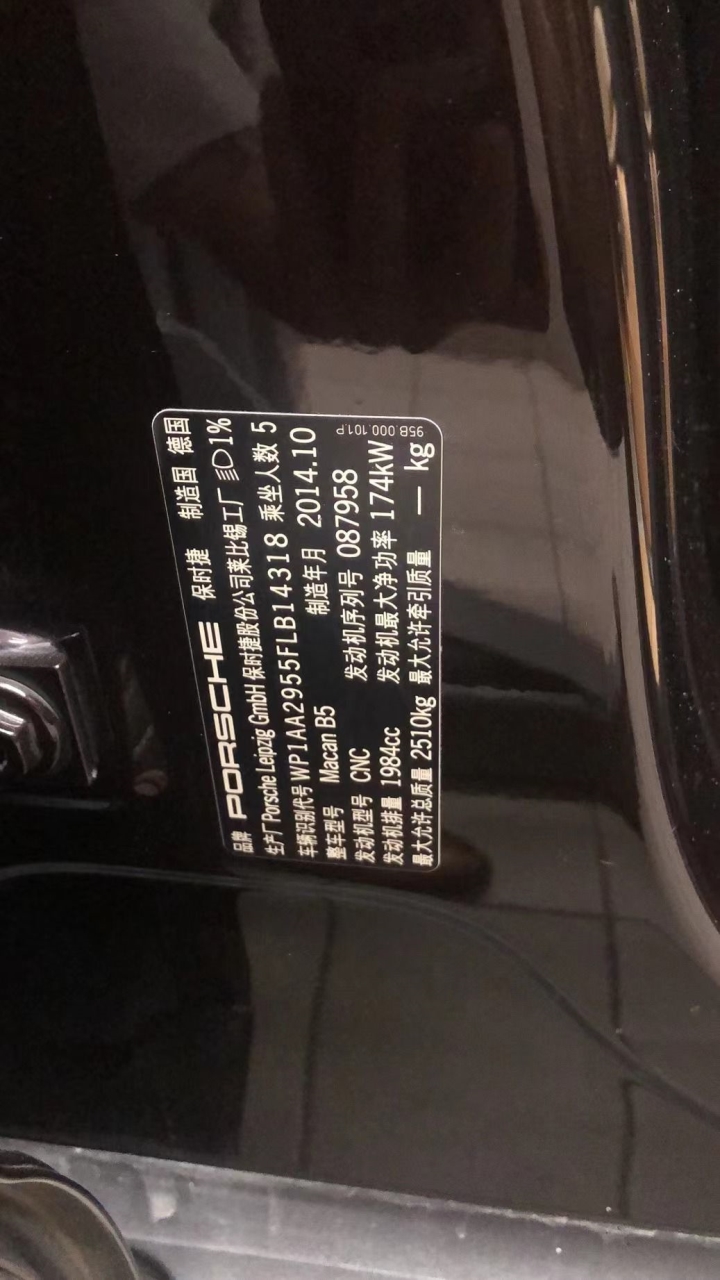 品牌 PORSCHE 保时捷 制造国 德国
生产厂 Porsche Leipzig GmbH 保时捷股份公司莱比锡工厂 1%
车辆识别代号 WP1AA2955FLB14318 乘坐人数 5
整车型号 Macan B5 制造年月 2014.10
发动机型号 CNC 发动机序列号 087958
发动机排量 1984cc 发动机最大净功率 174kW
最大允许总质量 2510kg 最大允许牵引质量 — kg
95B.000.101.P